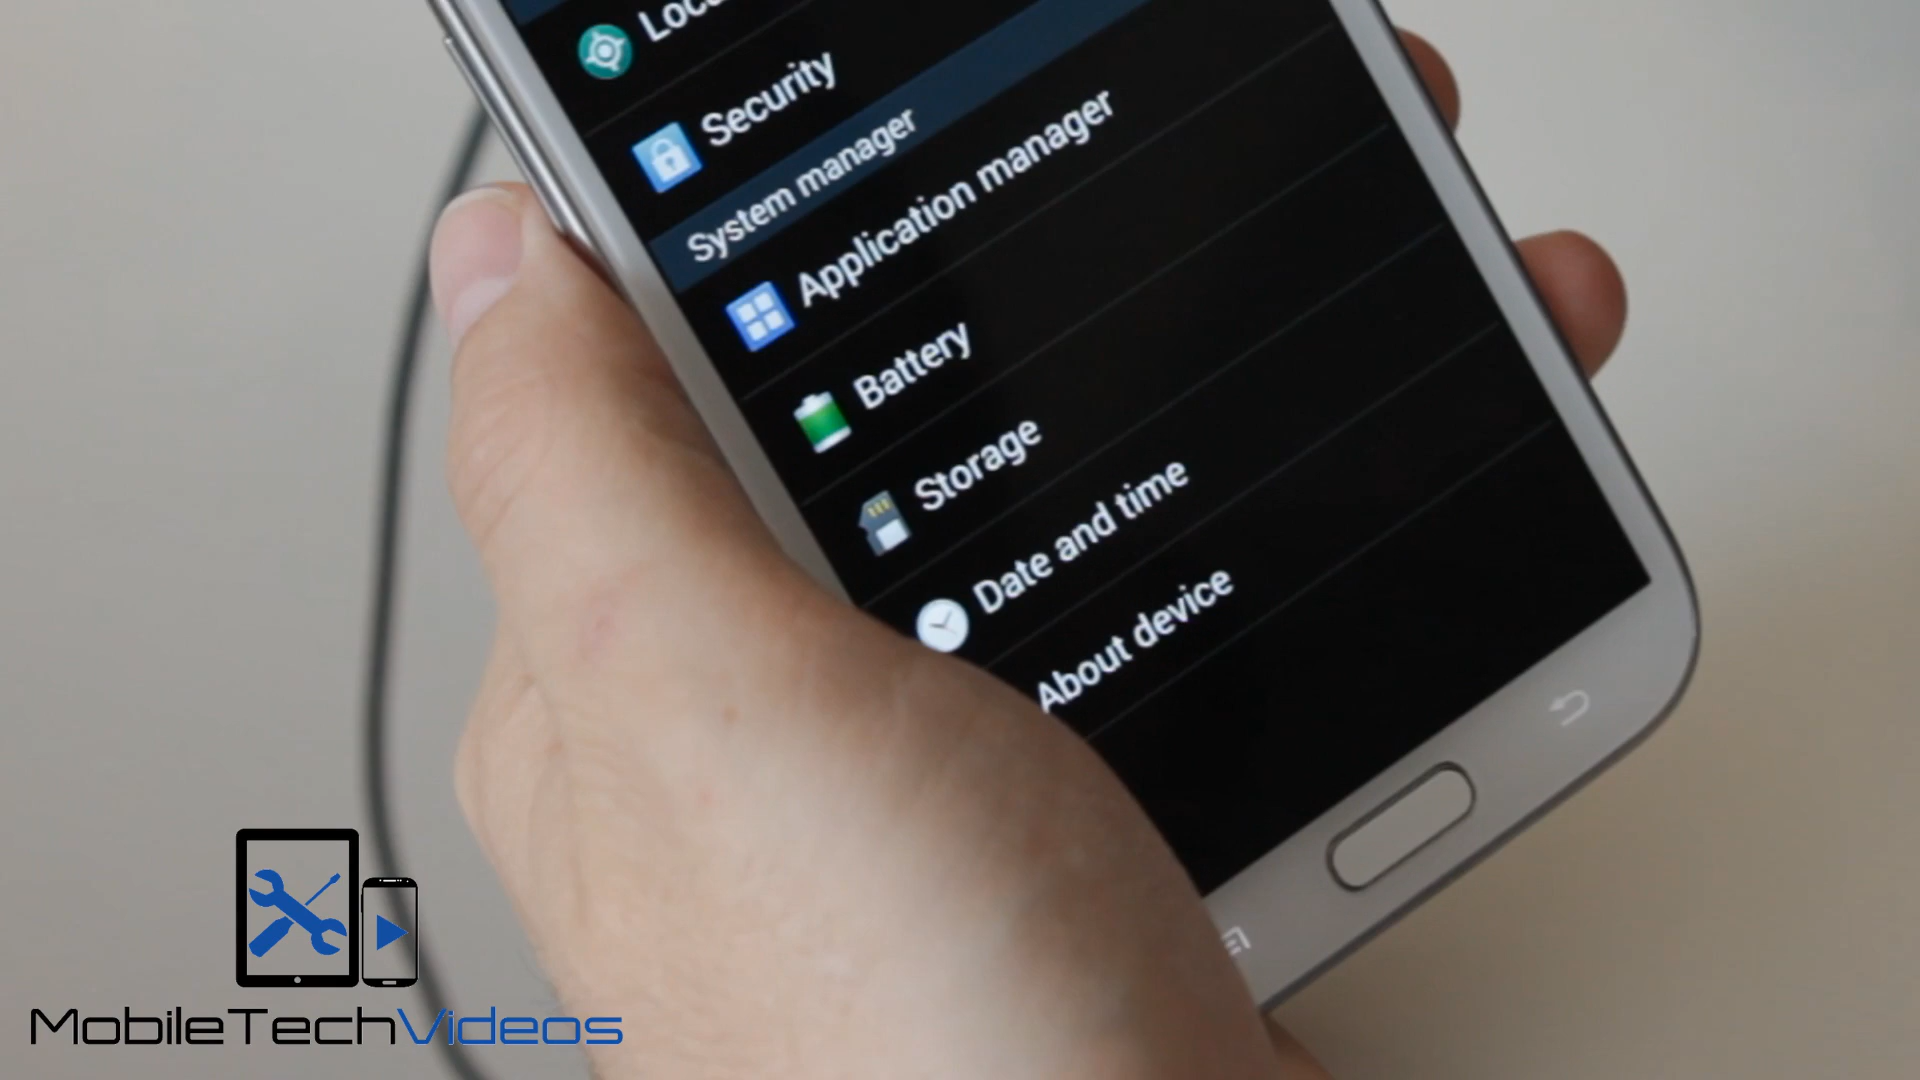 Security
System manager
Application manager
Battery
Storage
Date and time
About device
MobileTechVideos